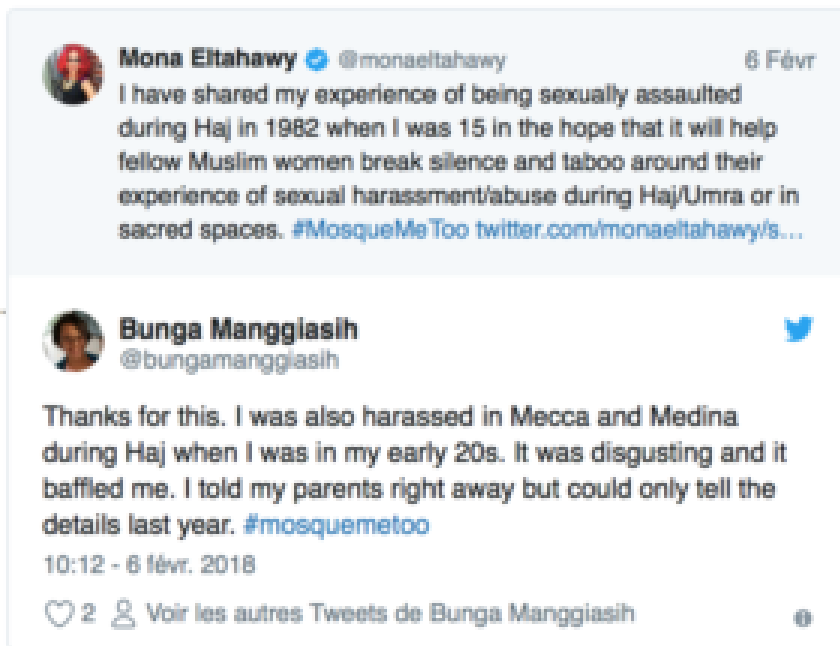 Mona Eltahawy @monaeltahawy 6 Févr
I have shared my experience of being sexually assaulted
during Haj in 1982 when I was 15 in the hope that it will help
fellow Muslim women break silence and taboo around their
experience of sexual harassment/abuse during Haj/Umra or in
sacred spaces. #MosqueMeToo twitter.com/monaeltahawy/s…
Bunga Manggiasih
@bungamanggiasih
Thanks for this. I was also harassed in Mecca and Medina
during Haj when I was in my early 20s. It was disgusting and it
baffled me. I told my parents right away but could only tell the
details last year. #mosquemetoo
10:12 - 6 févr. 2018
2 Voir les autres Tweets de Bunga Manggiasih